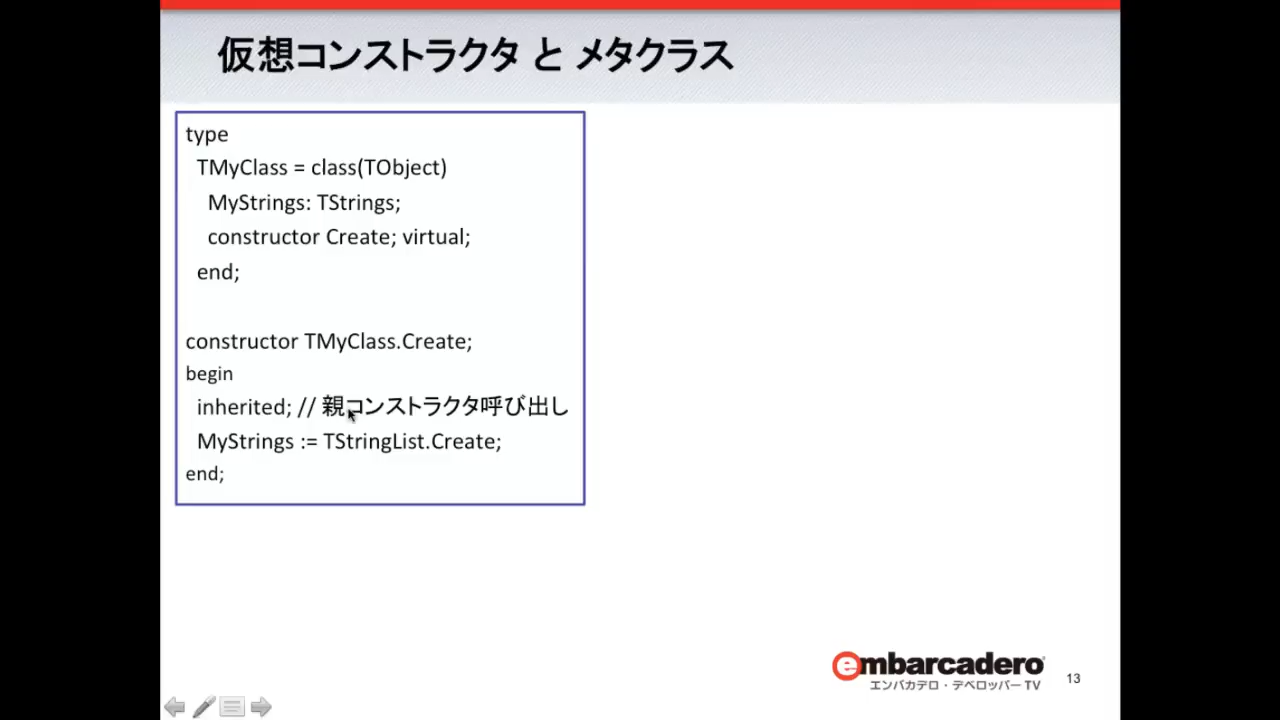 仮想コンストラクタ と メタクラス
type
TMyClass = class(TObject)
MyStrings: TStrings;
constructor Create; virtual;
end;
constructor TMyClass.Create;
begin
inherited; // 親コンストラクタ呼び出し
MyStrings := TStringList.Create;
end;
embarcadero
エンバカデロ・デベロッパー TV
13